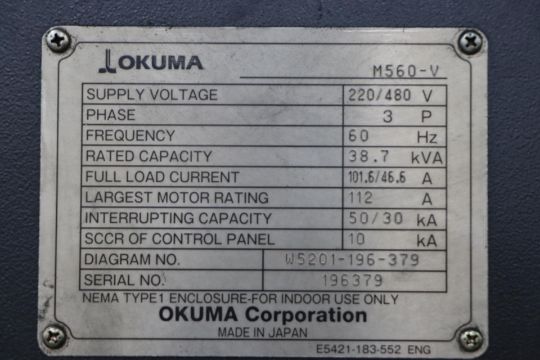 OKUMA
M560-V
SUPPLY VOLTAGE 220/480 V
PHASE 3 P
FREQUENCY 60 Hz
RATED CAPACITY 38.7 kVA
FULL LOAD CURRENT 101.6/46.6 A
LARGEST MOTOR RATING 112 A
INTERRUPTING CAPACITY 50/30 kA
SCCR OF CONTROL PANEL 10 kA
DIAGRAM NO. W5201-196-379
SERIAL NO. 196379
NEMA TYPE1 ENCLOSURE-FOR INDOOR USE ONLY
OKUMA Corporation
MADE IN JAPAN
E5421-183-552 ENG